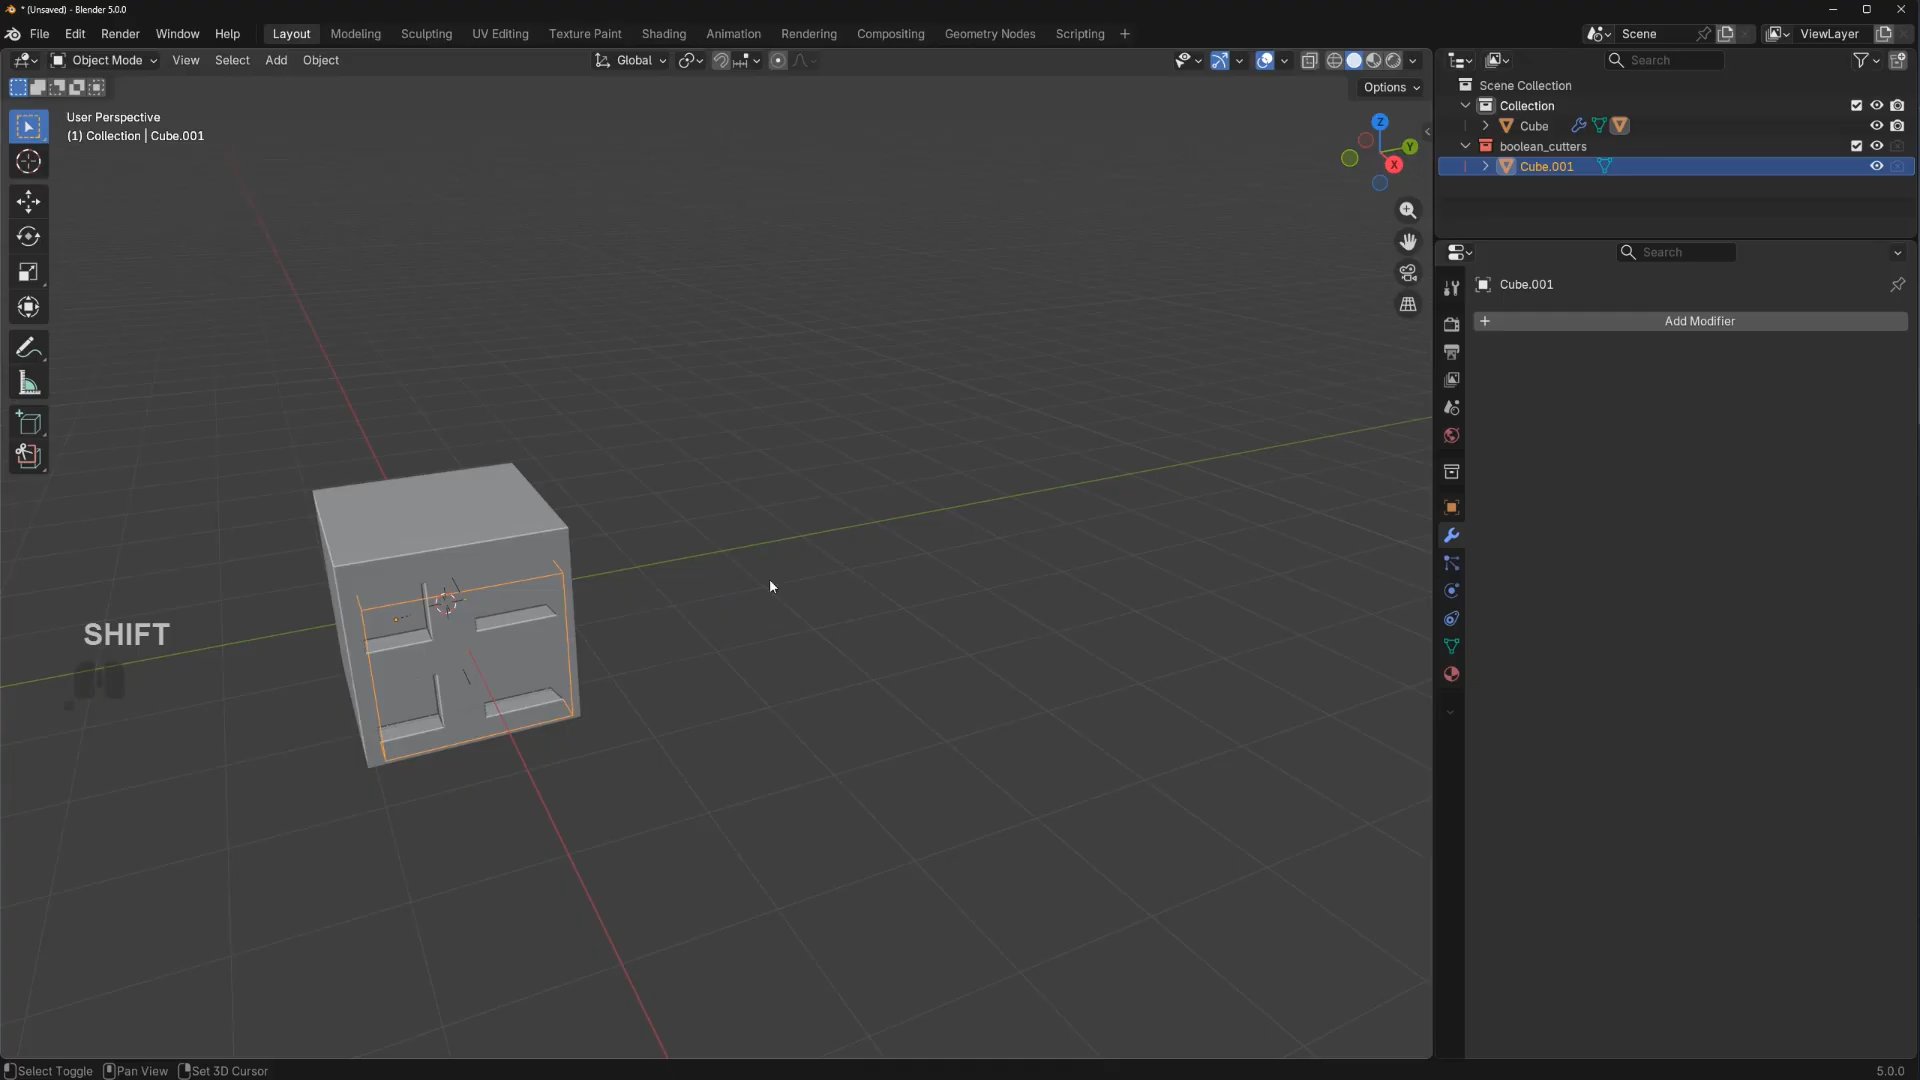 * (Unsaved) - Blender 5.0.0
File Edit Render Window Help Layout Modeling Sculpting UV Editing Texture Paint Shading Animation Rendering Compositing Geometry Nodes Scripting + Scene ViewLayer
Object Mode View Select Add Object Global Search
Options
User Perspective
(1) Collection | Cube.001
Z
Y
X
Scene Collection
Collection
Cube
boolean_cutters
Cube.001
Search
Cube.001
+ Add Modifier
SHIFT
Select Toggle Pan View Set 3D Cursor 5.0.0